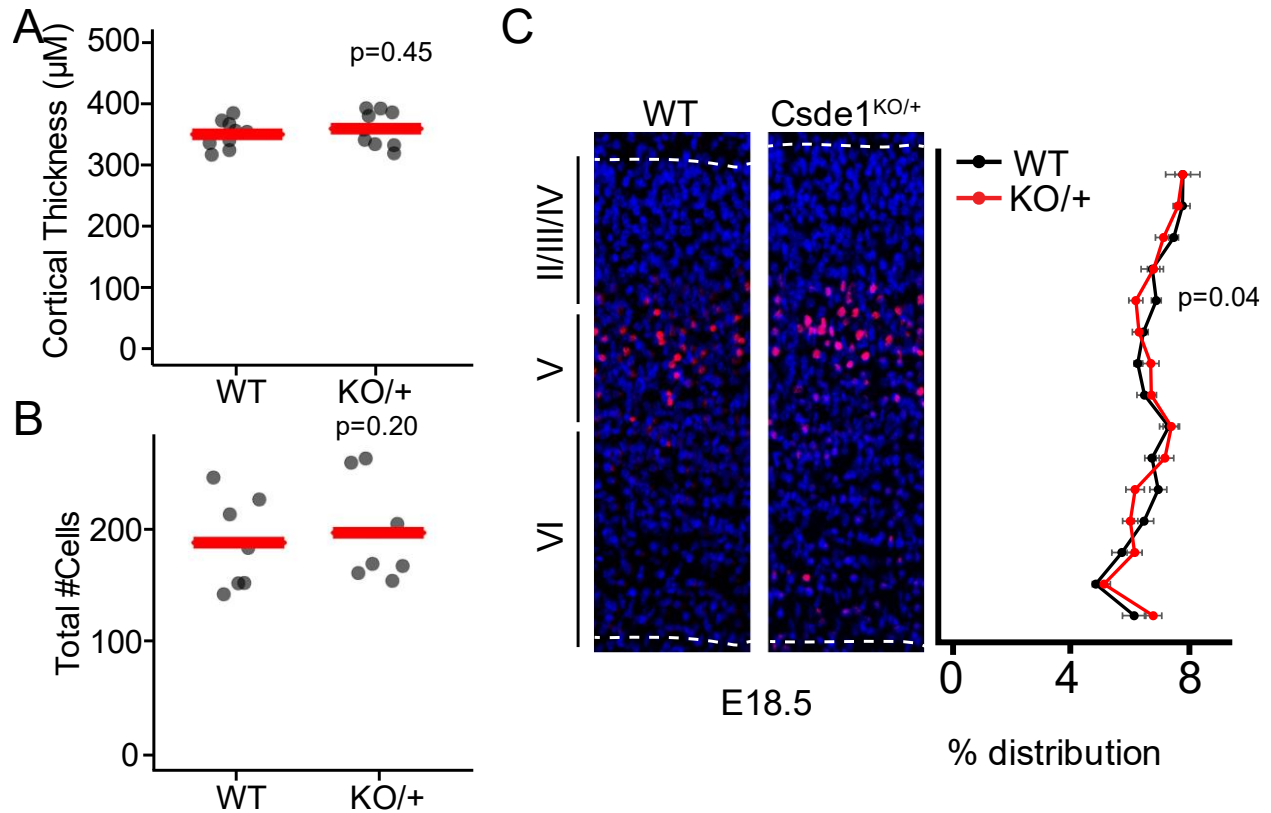 A
Cortical Thickness (µM)
500
400
300
200
100
0
p=0.45
WT
KO/+
B
Total #Cells
200
100
0
p=0.20
WT
KO/+
C
WT
Csde1KO/+
II/III/IV
V
VI
E18.5
WT
KO/+
p=0.04
0
4
8
% distribution